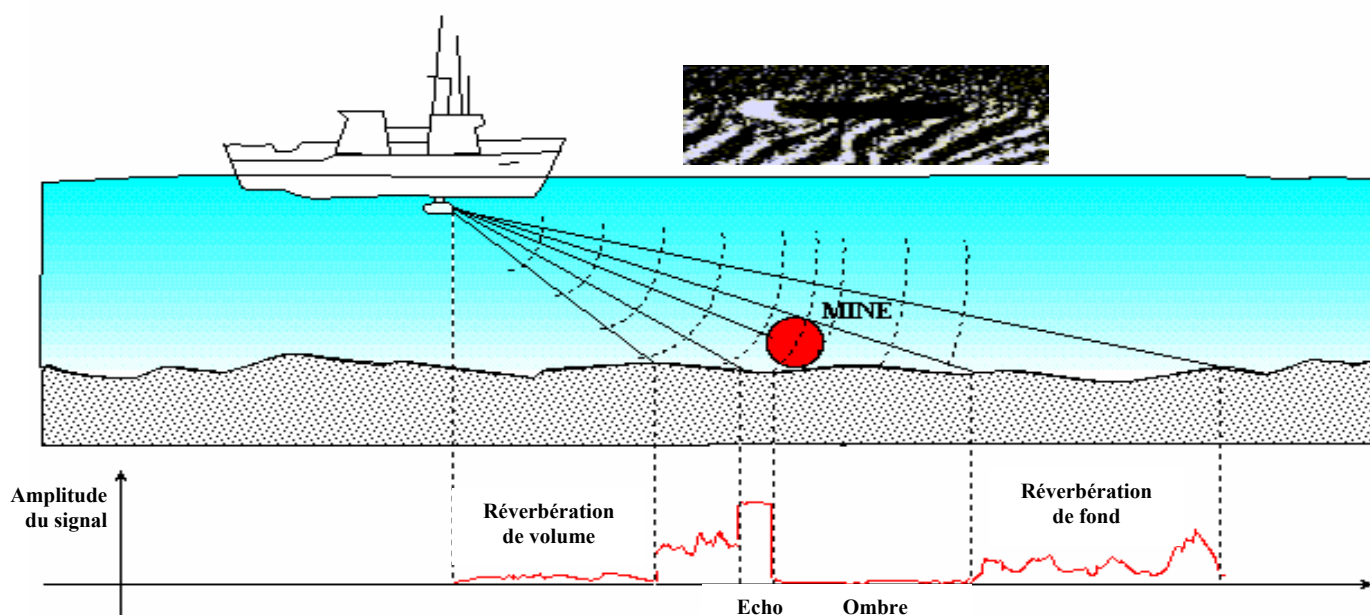 MINE
Amplitude
du signal
Réverbération
de volume
Réverbération
de fond
Echo
Ombre